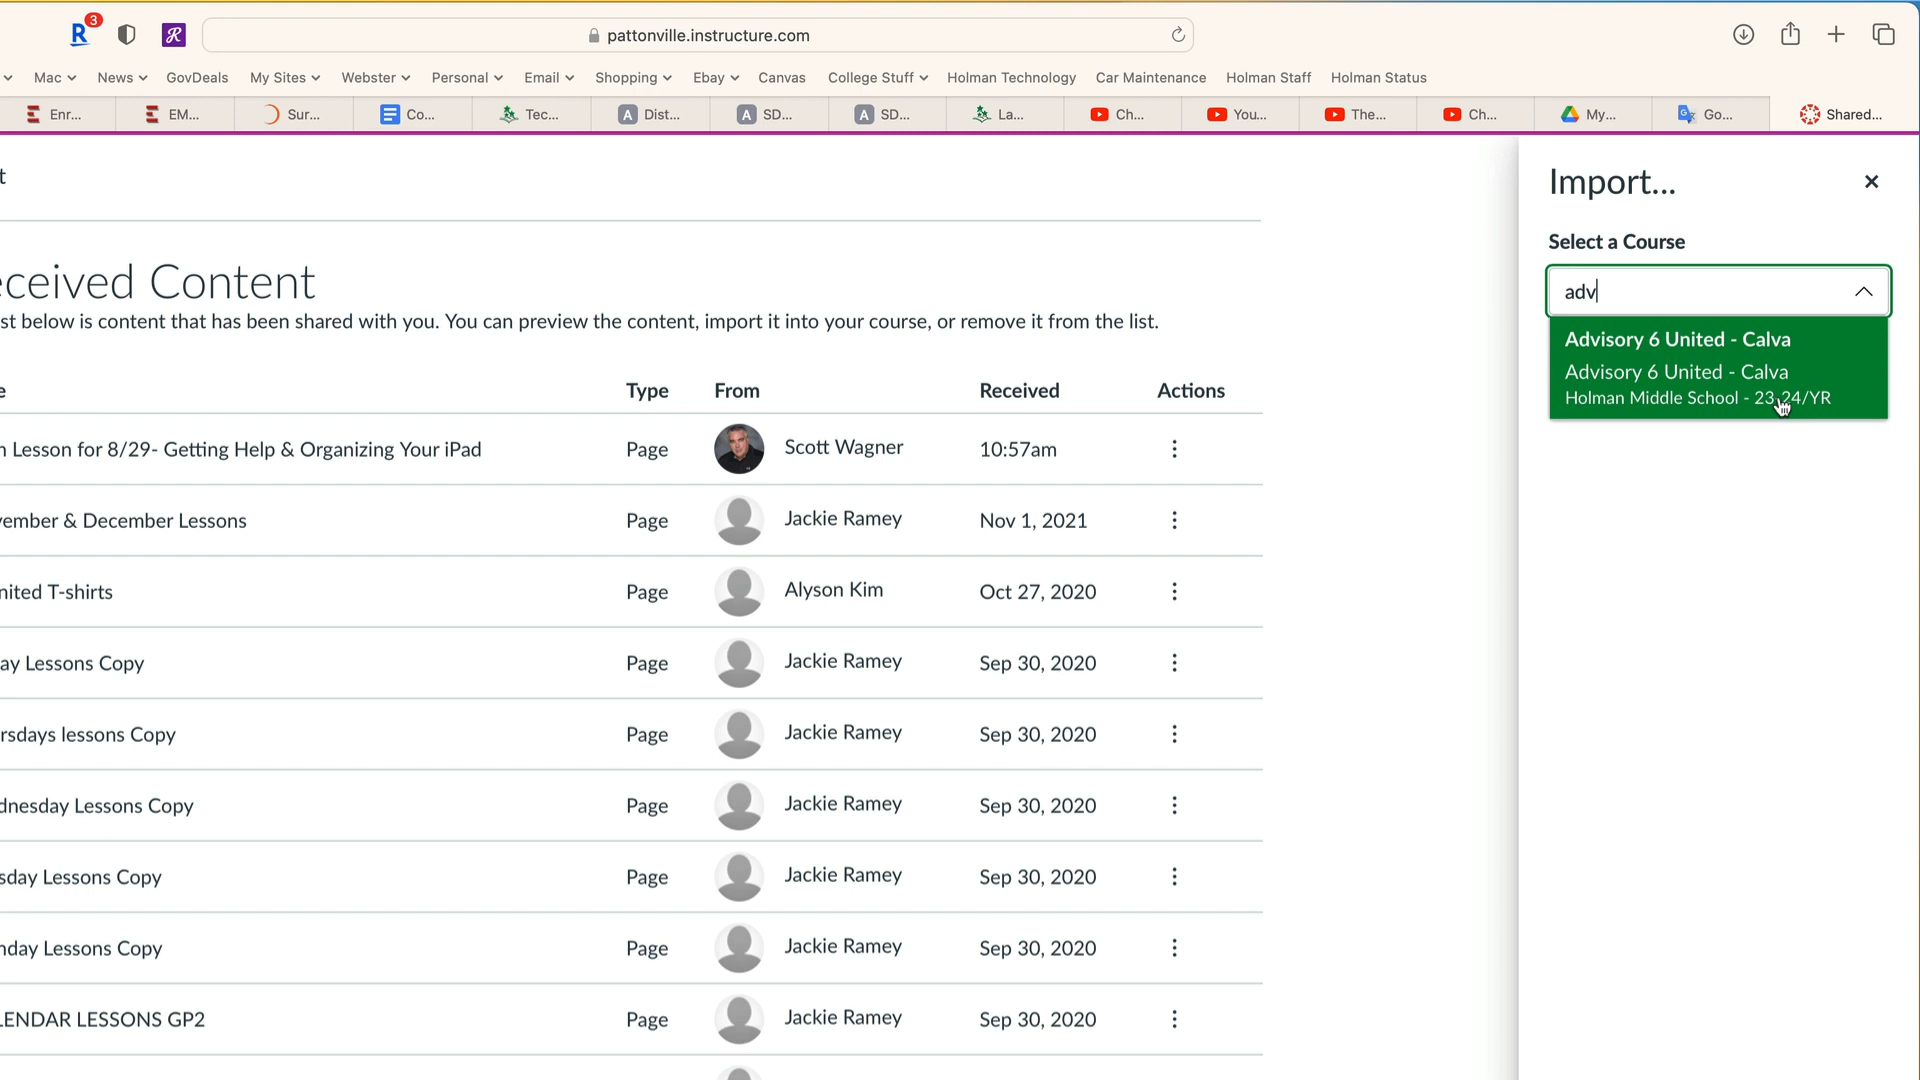 3
R
R
pattonville.instructure.com
Mac News GovDeals My Sites Webster Personal Email Shopping Ebay Canvas College Stuff Holman Technology Car Maintenance Holman Staff Holman Status
Enr... EM... Sur... Co... Tec... A Dist... A SD... A SD... La... Ch... You... The... Ch... My... Go... Shared...
t
Import...
Select a Course
adv
Advisory 6 United - Calva
Advisory 6 United - Calva
Holman Middle School - 23-24/YR
ceived Content
st below is content that has been shared with you. You can preview the content, import it into your course, or remove it from the list.
e Type From Received Actions
n Lesson for 8/29- Getting Help & Organizing Your iPad Page Scott Wagner 10:57am
vember & December Lessons Page Jackie Ramey Nov 1, 2021
nited T-shirts Page Alyson Kim Oct 27, 2020
ay Lessons Copy Page Jackie Ramey Sep 30, 2020
rsdays lessons Copy Page Jackie Ramey Sep 30, 2020
dnesday Lessons Copy Page Jackie Ramey Sep 30, 2020
sday Lessons Copy Page Jackie Ramey Sep 30, 2020
nday Lessons Copy Page Jackie Ramey Sep 30, 2020
LENDAR LESSONS GP2 Page Jackie Ramey Sep 30, 2020